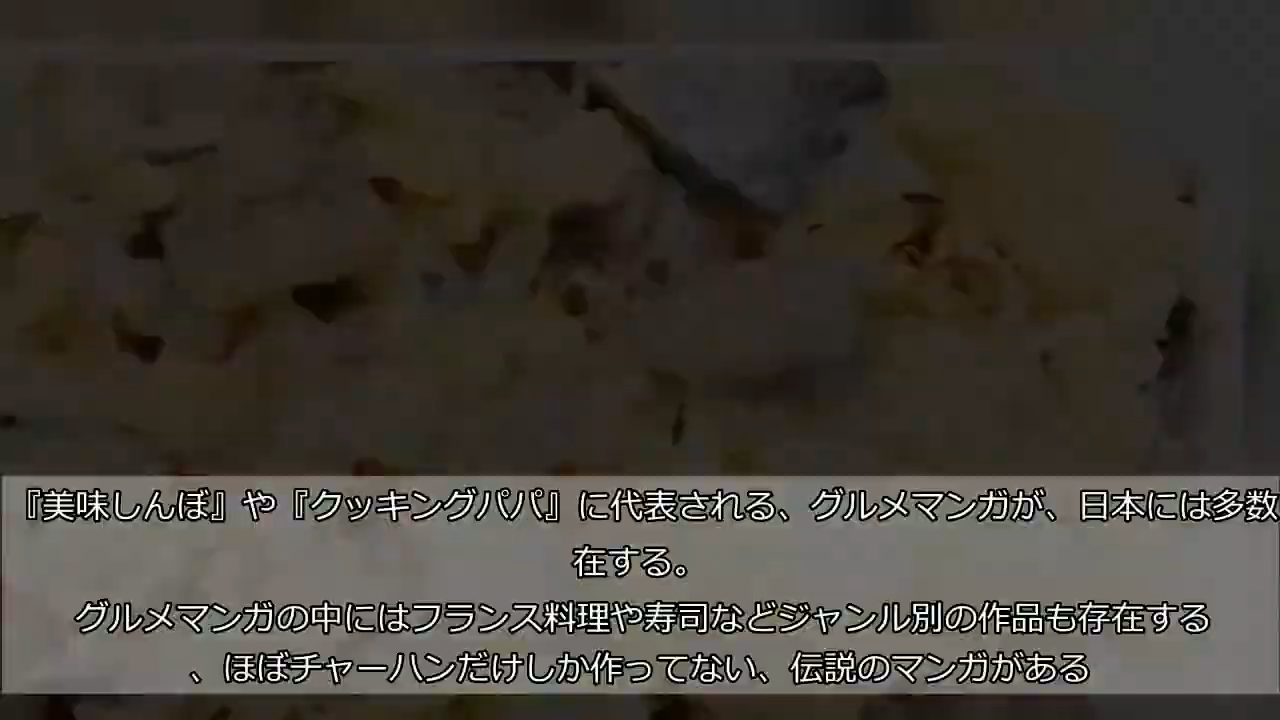 『美味しんぼ』や『クッキングパパ』に代表される、グルメマンガが、日本には多数
在する。
グルメマンガの中にはフランス料理や寿司などジャンル別の作品も存在する
、ほぼチャーハンだけしか作ってない、伝説のマンガがある